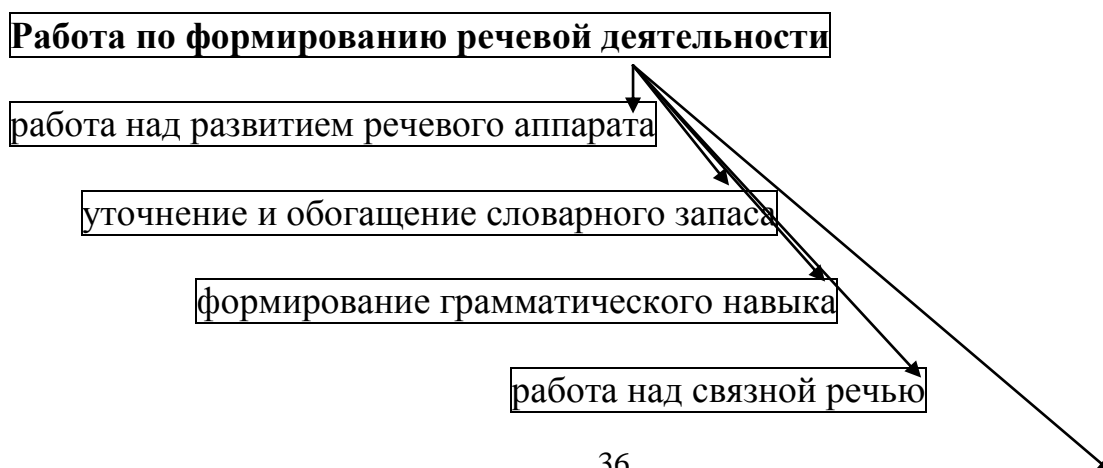 Работа по формированию речевой деятельности
работа над развитием речевого аппарата
уточнение и обогащение словарного запаса
формирование грамматического навыка
работа над связной речью
36